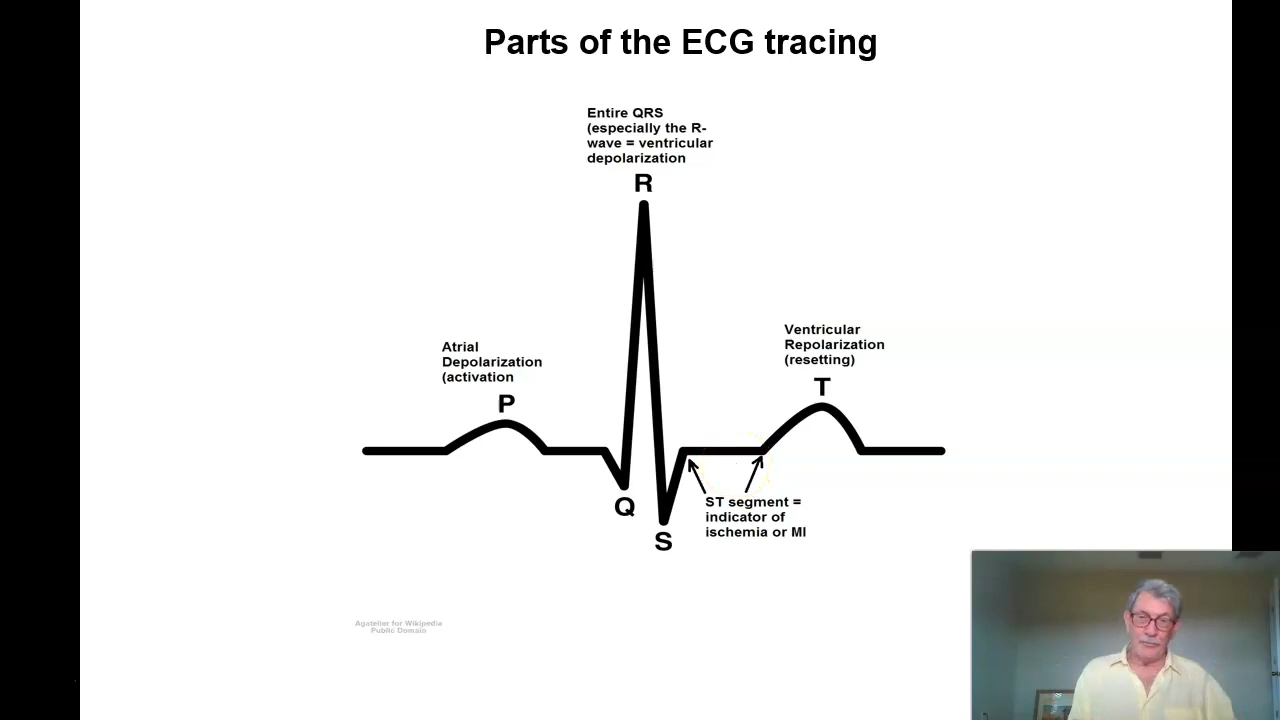 Parts of the ECG tracing
Entire QRS
(especially the R-
wave = ventricular
depolarization
R
Atrial
Depolarization
(activation
P
Ventricular
Repolarization
(resetting)
T
Q
S
ST segment =
indicator of
ischemia or MI
Agatelier for Wikipedia
Public Domain